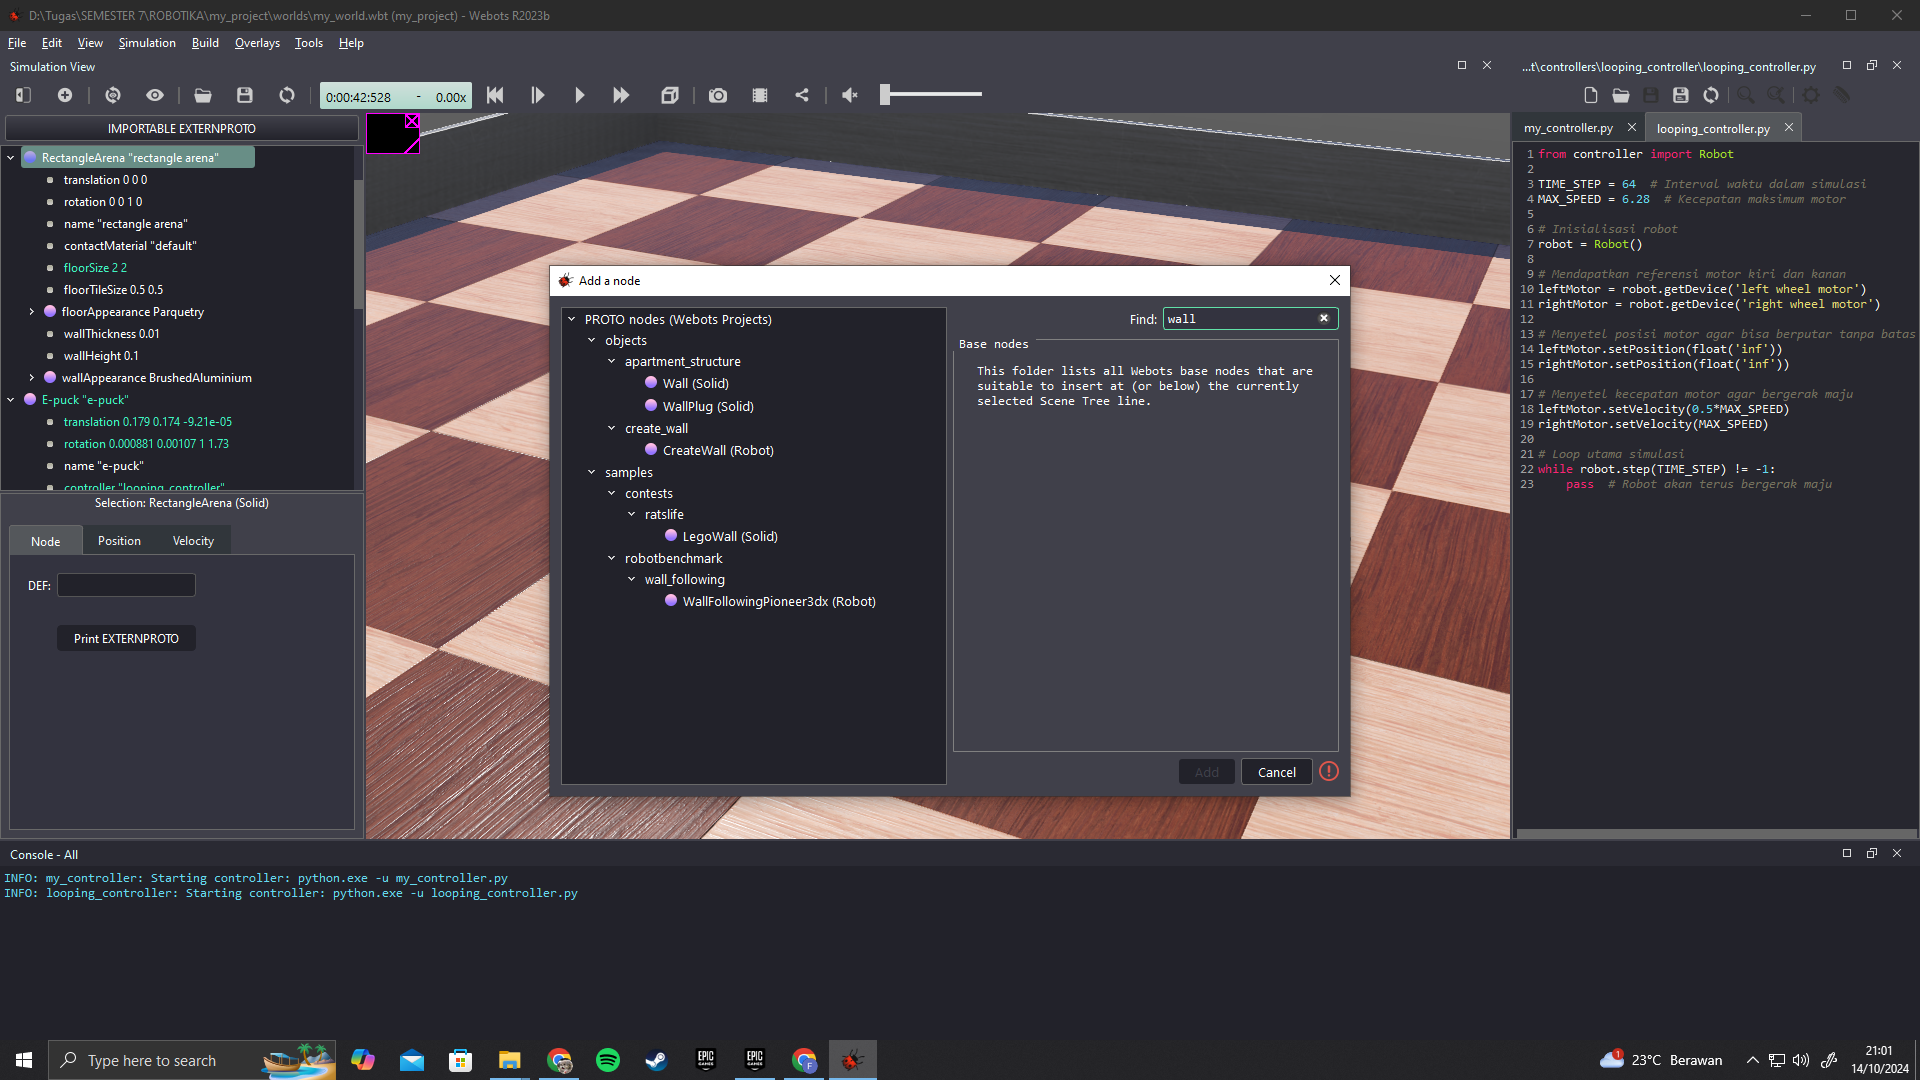 D:\Tugas\SEMESTER 7\ROBOTIKA\my_project\worlds\my_world.wbt (my_project) - Webots R2023b
File Edit View Simulation Build Overlays Tools Help
Simulation View
0:00:42:528 - 0.00x
IMPORTABLE EXTERNPROTO
RectangleArena "rectangle arena"
translation 0 0 0
rotation 0 0 1 0
name "rectangle arena"
contactMaterial "default"
floorSize 2 2
floorTileSize 0.5 0.5
floorAppearance Parquetry
wallThickness 0.01
wallHeight 0.1
wallAppearance BrushedAluminium
E-puck "e-puck"
translation 0.179 0.174 -9.21e-05
rotation 0.000881 0.00107 1 1.73
name "e-puck"
controller "looping_controller"
Selection: RectangleArena (Solid)
Node Position Velocity
DEF:
Print EXTERNPROTO
Add a node
PROTO nodes (Webots Projects)
objects
apartment_structure
Wall (Solid)
WallPlug (Solid)
create_wall
CreateWall (Robot)
samples
contests
ratslife
LegoWall (Solid)
robotbenchmark
wall_following
WallFollowingPioneer3dx (Robot)
Find: wall
Base nodes
This folder lists all Webots base nodes that are
suitable to insert at (or below) the currently
selected Scene Tree line.
Add Cancel
...t\controllers\looping_controller\looping_controller.py
my_controller.py looping_controller.py
1 from controller import Robot
2
3 TIME_STEP = 64 # Interval waktu dalam simulasi
4 MAX_SPEED = 6.28 # Kecepatan maksimum motor
5
6 # Inisialisasi robot
7 robot = Robot()
8
9 # Mendapatkan referensi motor kiri dan kanan
10 leftMotor = robot.getDevice('left wheel motor')
11 rightMotor = robot.getDevice('right wheel motor')
12
13 # Menyetel posisi motor agar bisa berputar tanpa batas
14 leftMotor.setPosition(float('inf'))
15 rightMotor.setPosition(float('inf'))
16
17 # Menyetel kecepatan motor agar bergerak maju
18 leftMotor.setVelocity(0.5*MAX_SPEED)
19 rightMotor.setVelocity(MAX_SPEED)
20
21 # Loop utama simulasi
22 while robot.step(TIME_STEP) != -1:
23 pass # Robot akan terus bergerak maju
Console - All
INFO: my_controller: Starting controller: python.exe -u my_controller.py
INFO: looping_controller: Starting controller: python.exe -u looping_controller.py
Type here to search
EPIC GAMES
EPIC GAMES
F
1
23°C Berawan
21:01
14/10/2024